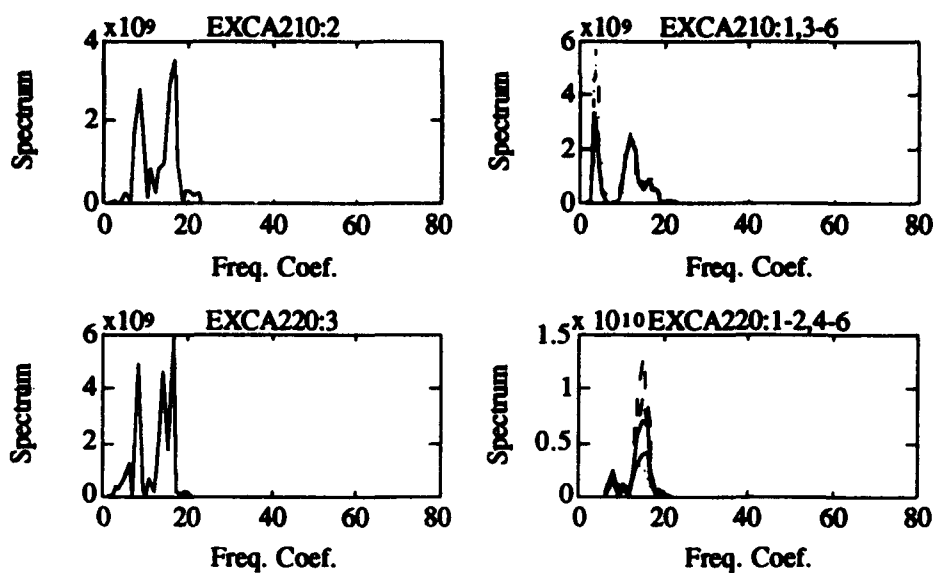 x10⁹ EXCA210:2
4
2
0
Spectrum
0 20 40 60 80
Freq. Coef.
x10⁹ EXCA210:1,3-6
6
4
2
0
Spectrum
0 20 40 60 80
Freq. Coef.
x10⁹ EXCA220:3
6
4
2
0
Spectrum
0 20 40 60 80
Freq. Coef.
x 10¹⁰ EXCA220:1-2,4-6
1.5
1
0.5
0
Spectrum
0 20 40 60 80
Freq. Coef.